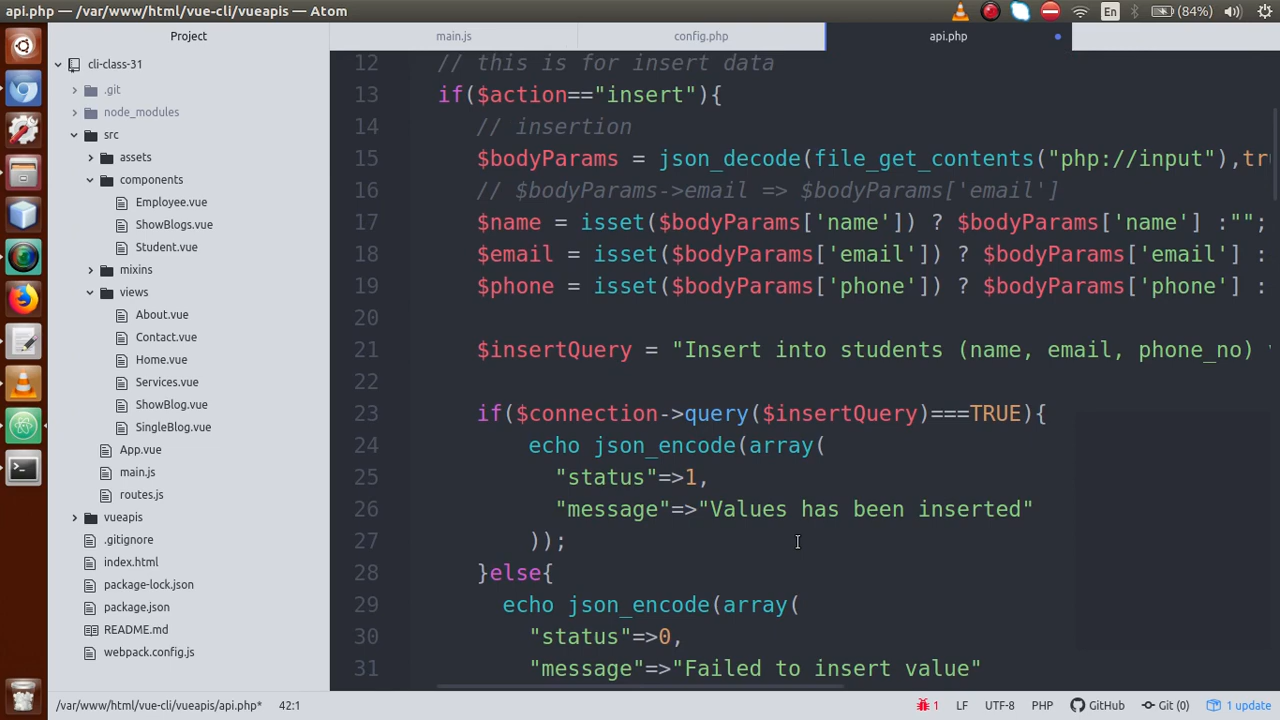 api.php — /var/www/html/vue-cli/vueapis — Atom
En
(84%)
Project
main.js
config.php
api.php
cli-class-31
.git
node_modules
src
assets
components
Employee.vue
ShowBlogs.vue
Student.vue
mixins
views
About.vue
Contact.vue
Home.vue
Services.vue
ShowBlog.vue
SingleBlog.vue
App.vue
main.js
routes.js
vueapis
.gitignore
index.html
package-lock.json
package.json
README.md
webpack.config.js
12 // this is for insert data
13 if($action=="insert"){
14 // insertion
15 $bodyParams = json_decode(file_get_contents("php://input"),tru
16 // $bodyParams->email => $bodyParams['email']
17 $name = isset($bodyParams['name']) ? $bodyParams['name'] :"";
18 $email = isset($bodyParams['email']) ? $bodyParams['email'] :
19 $phone = isset($bodyParams['phone']) ? $bodyParams['phone'] :
20
21 $insertQuery = "Insert into students (name, email, phone_no)
22
23 if($connection->query($insertQuery)===TRUE){
24 echo json_encode(array(
25 "status"=>1,
26 "message"=>"Values has been inserted"
27 ));
28 }else{
29 echo json_encode(array(
30 "status"=>0,
31 "message"=>"Failed to insert value"
/var/www/html/vue-cli/vueapis/api.php* 42:1
1 LF UTF-8 PHP GitHub Git (0) 1 update